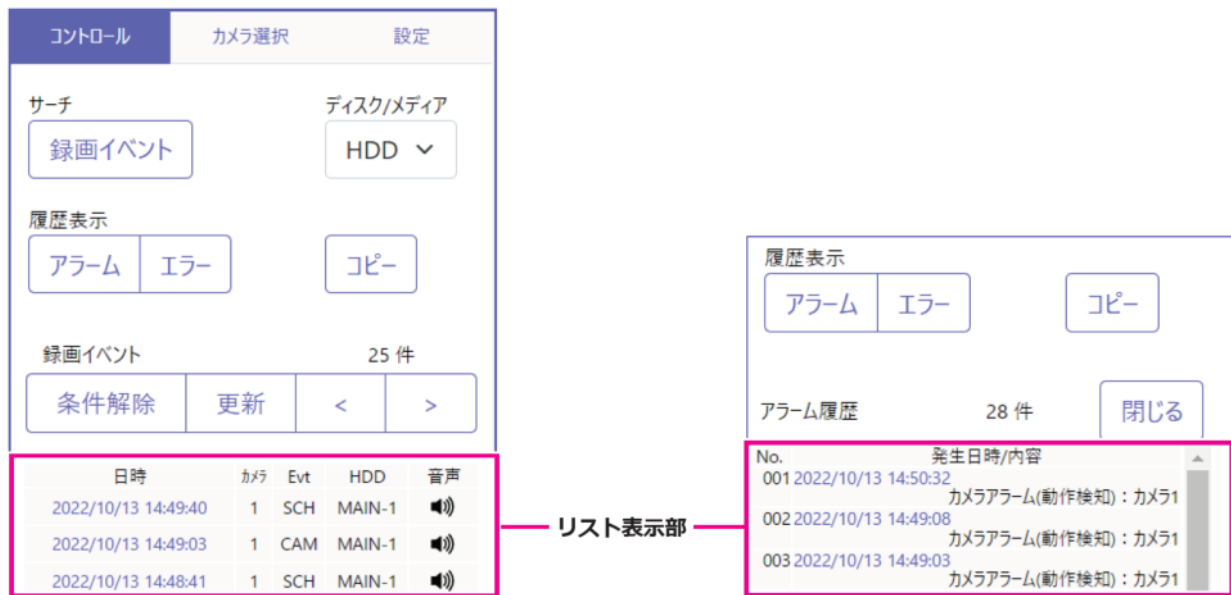 コントロール カメラ選択 設定
サーチ ディスク/メディア
録画イベント HDD
履歴表示
アラーム エラー コピー
録画イベント 25 件
条件解除 更新 < >
日時 カメラ Evt HDD 音声
2022/10/13 14:49:40 1 SCH MAIN-1
2022/10/13 14:49:03 1 CAM MAIN-1
2022/10/13 14:48:41 1 SCH MAIN-1
リスト表示部
履歴表示
アラーム エラー コピー
アラーム履歴 28 件 閉じる
No. 発生日時/内容
001 2022/10/13 14:50:32
カメラアラーム(動作検知)：カメラ1
002 2022/10/13 14:49:08
カメラアラーム(動作検知)：カメラ1
003 2022/10/13 14:49:03
カメラアラーム(動作検知)：カメラ1